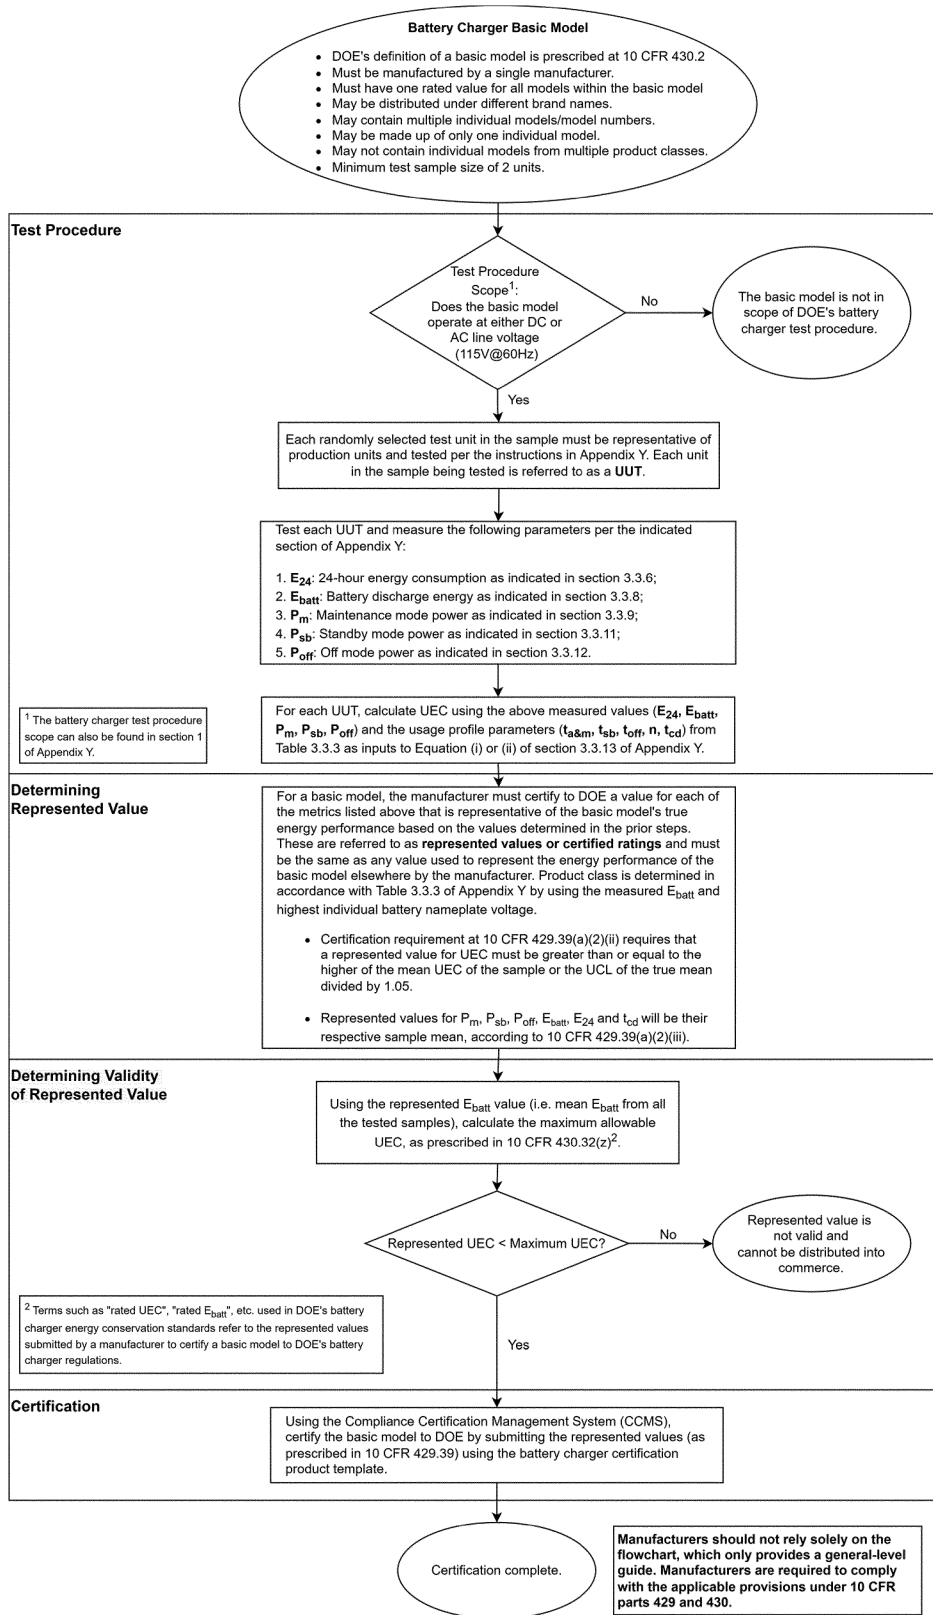 Battery Charger Basic Model
• DOE's definition of a basic model is prescribed at 10 CFR 430.2
• Must be manufactured by a single manufacturer.
• Must have one rated value for all models within the basic model
• May be distributed under different brand names.
• May contain multiple individual models/model numbers.
• May be made up of only one individual model.
• May not contain individual models from multiple product classes.
• Minimum test sample size of 2 units.
Test Procedure
Test Procedure
Scope1:
Does the basic model
operate at either DC or
AC line voltage
(115V@60Hz)
No
The basic model is not in
scope of DOE's battery
charger test procedure.
Yes
Each randomly selected test unit in the sample must be representative of
production units and tested per the instructions in Appendix Y. Each unit
in the sample being tested is referred to as a UUT.
Test each UUT and measure the following parameters per the indicated
section of Appendix Y:
1. E24: 24-hour energy consumption as indicated in section 3.3.6;
2. Ebatt: Battery discharge energy as indicated in section 3.3.8;
3. Pm: Maintenance mode power as indicated in section 3.3.9;
4. Psb: Standby mode power as indicated in section 3.3.11;
5. Poff: Off mode power as indicated in section 3.3.12.
1 The battery charger test procedure
scope can also be found in section 1
of Appendix Y.
For each UUT, calculate UEC using the above measured values (E24, Ebatt,
Pm, Psb, Poff) and the usage profile parameters (ta&m, tsb, toff, n, tcd) from
Table 3.3.3 as inputs to Equation (i) or (ii) of section 3.3.13 of Appendix Y.
Determining
Represented Value
For a basic model, the manufacturer must certify to DOE a value for each of
the metrics listed above that is representative of the basic model's true
energy performance based on the values determined in the prior steps.
These are referred to as represented values or certified ratings and must
be the same as any value used to represent the energy performance of the
basic model elsewhere by the manufacturer. Product class is determined in
accordance with Table 3.3.3 of Appendix Y by using the measured Ebatt and
highest individual battery nameplate voltage.
• Certification requirement at 10 CFR 429.39(a)(2)(ii) requires that
a represented value for UEC must be greater than or equal to the
higher of the mean UEC of the sample or the UCL of the true mean
divided by 1.05.
• Represented values for Pm, Psb, Poff, Ebatt, E24 and tcd will be their
respective sample mean, according to 10 CFR 429.39(a)(2)(iii).
Determining Validity
of Represented Value
Using the represented Ebatt value (i.e. mean Ebatt from all
the tested samples), calculate the maximum allowable
UEC, as prescribed in 10 CFR 430.32(z)2.
Represented UEC < Maximum UEC?
No
Represented value is
not valid and
cannot be distributed into
commerce.
2 Terms such as "rated UEC", "rated Ebatt", etc. used in DOE's battery
charger energy conservation standards refer to the represented values
submitted by a manufacturer to certify a basic model to DOE's battery
charger regulations.
Yes
Certification
Using the Compliance Certification Management System (CCMS),
certify the basic model to DOE by submitting the represented values (as
prescribed in 10 CFR 429.39) using the battery charger certification
product template.
Certification complete.
Manufacturers should not rely solely on the
flowchart, which only provides a general-level
guide. Manufacturers are required to comply
with the applicable provisions under 10 CFR
parts 429 and 430.